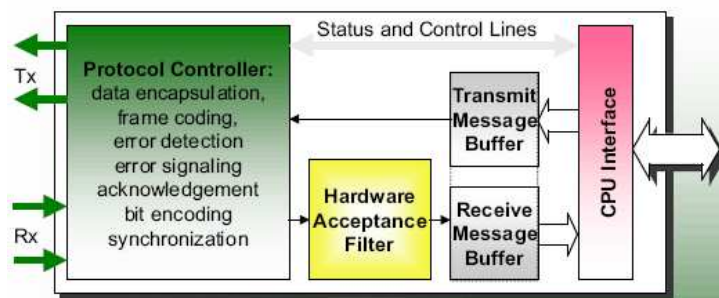 Status and Control Lines
Tx
Protocol Controller:
data encapsulation,
frame coding,
error detection
error signaling
acknowledgement
bit encoding
synchronization
Rx
Hardware
Acceptance
Filter
Transmit
Message
Buffer
Receive
Message
Buffer
CPU Interface